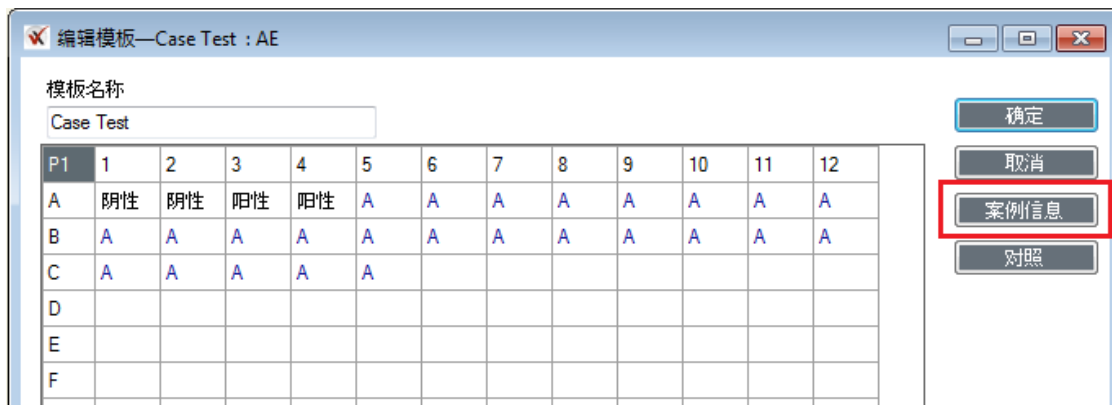 编辑模板—Case Test : AE
模板名称
Case Test
确定
P1 1 2 3 4 5 6 7 8 9 10 11 12
取消
A 阴性 阴性 阳性 阳性 A A A A A A A A
案例信息
B A A A A A A A A A A A A
C A A A A A
对照
D
E
F